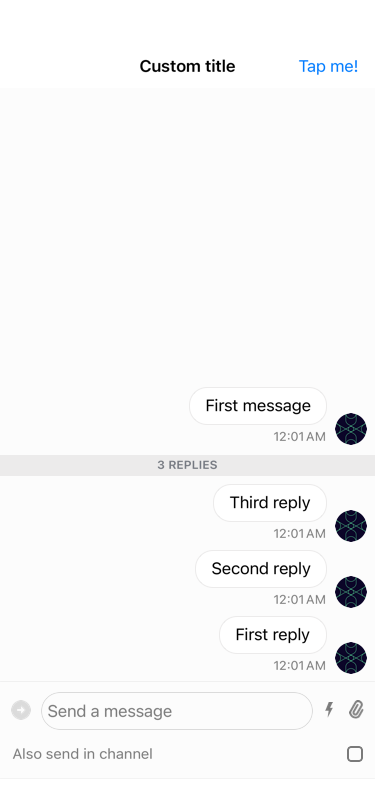 Custom title
Tap me!
First message
12:01 AM
3 REPLIES
Third reply
12:01 AM
Second reply
12:01 AM
First reply
12:01 AM
Send a message
Also send in channel